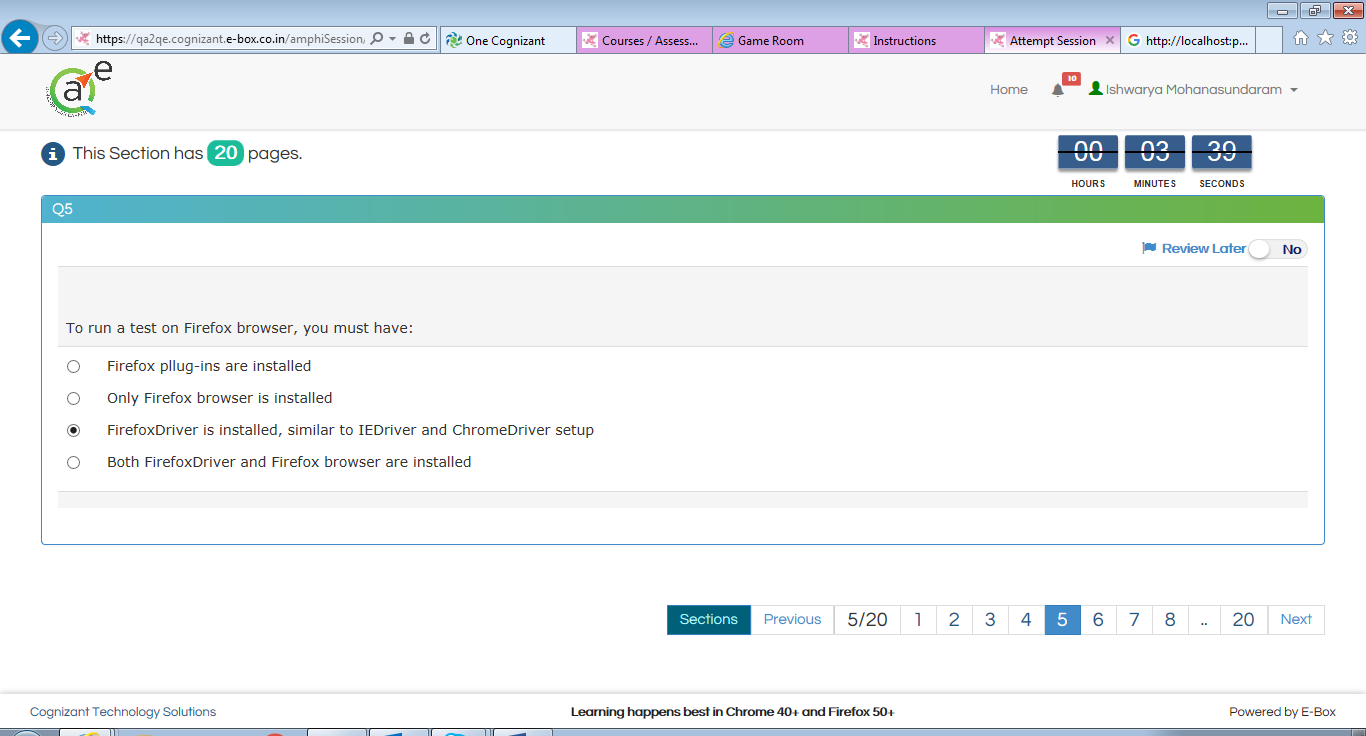 https://qa2qe.cognizant.e-box.co.in/amphiSession/
One Cognizant
Courses / Assess...
Game Room
Instructions
Attempt Session
http://localhost:p...
a e
Home
10
Ishwarya Mohanasundaram
This Section has 20 pages.
00 03 39
HOURS MINUTES SECONDS
Q5
Review Later No
To run a test on Firefox browser, you must have:
Firefox pllug-ins are installed
Only Firefox browser is installed
FirefoxDriver is installed, similar to IEDriver and ChromeDriver setup
Both FirefoxDriver and Firefox browser are installed
Sections Previous 5/20 1 2 3 4 5 6 7 8 .. 20 Next
Cognizant Technology Solutions
Learning happens best in Chrome 40+ and Firefox 50+
Powered by E-Box